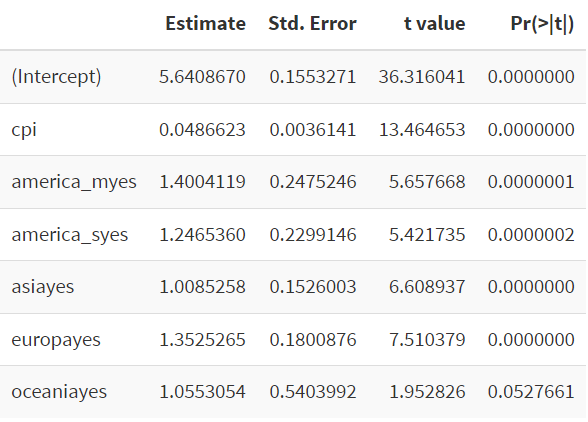 Estimate Std. Error t value Pr(>|t|)
(Intercept) 5.6408670 0.1553271 36.316041 0.0000000
cpi 0.0486623 0.0036141 13.464653 0.0000000
america_myes 1.4004119 0.2475246 5.657668 0.0000001
america_syes 1.2465360 0.2299146 5.421735 0.0000002
asiayes 1.0085258 0.1526003 6.608937 0.0000000
europayes 1.3525265 0.1800876 7.510379 0.0000000
oceaniayes 1.0553054 0.5403992 1.952826 0.0527661